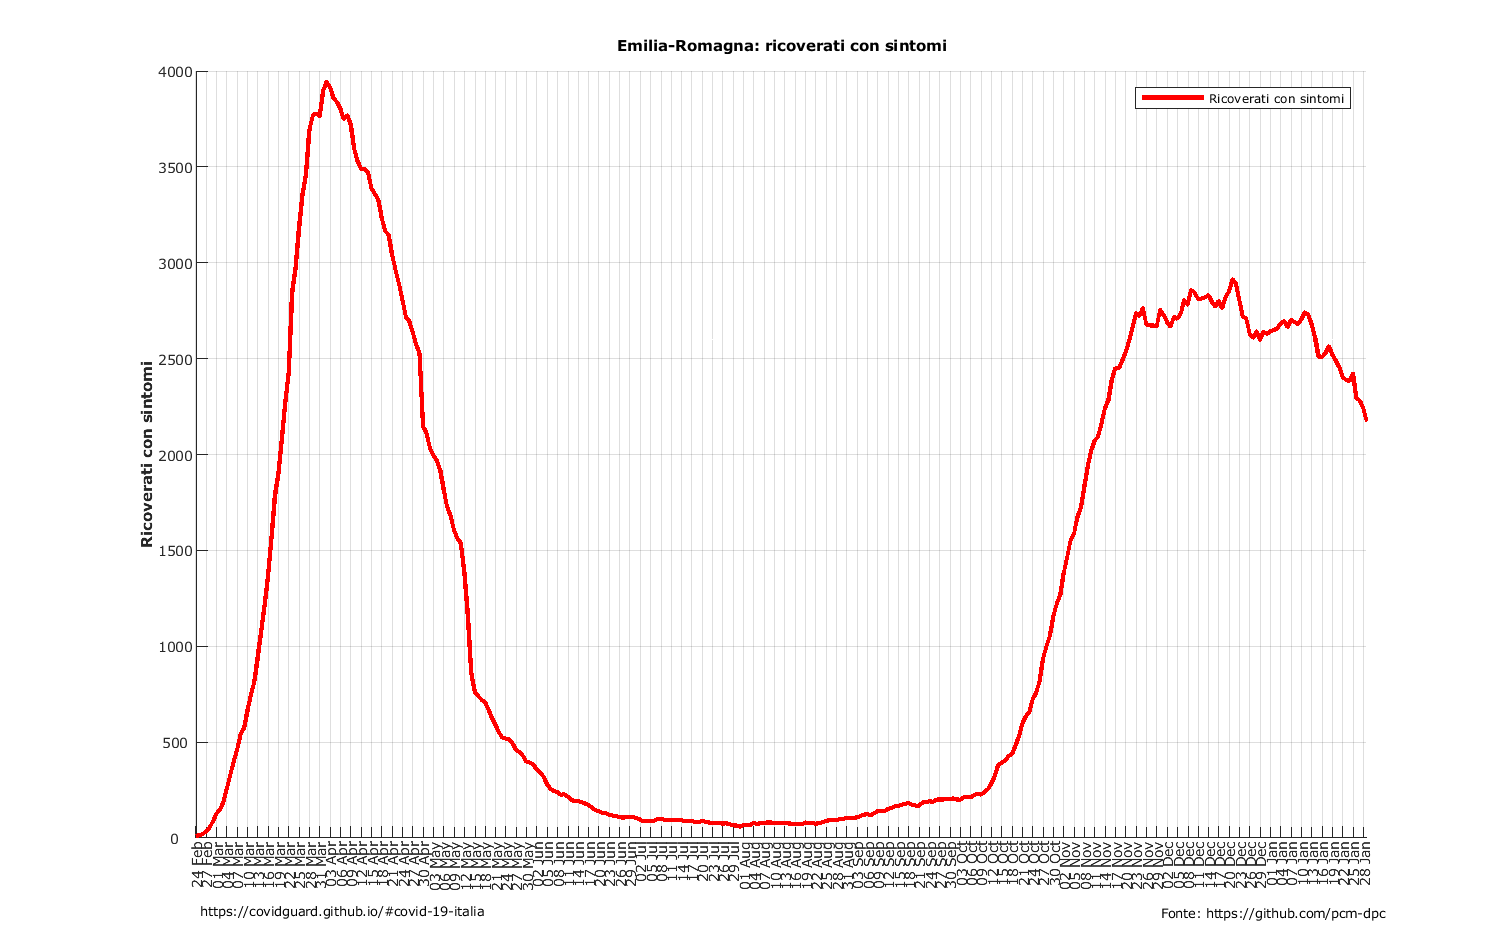 Emilia-Romagna: ricoverati con sintomi
Ricoverati con sintomi
Ricoverati con sintomi
4000
3500
3000
2500
2000
1500
1000
500
0
24 Feb
27 Feb
01 Mar
04 Mar
07 Mar
10 Mar
13 Mar
16 Mar
19 Mar
22 Mar
25 Mar
28 Mar
31 Mar
03 Apr
06 Apr
09 Apr
12 Apr
15 Apr
18 Apr
21 Apr
24 Apr
27 Apr
30 Apr
03 May
06 May
09 May
12 May
15 May
18 May
21 May
24 May
27 May
30 May
02 Jun
05 Jun
08 Jun
11 Jun
14 Jun
17 Jun
20 Jun
23 Jun
26 Jun
29 Jun
02 Jul
05 Jul
08 Jul
11 Jul
14 Jul
17 Jul
20 Jul
23 Jul
26 Jul
29 Jul
01 Aug
04 Aug
07 Aug
10 Aug
13 Aug
16 Aug
19 Aug
22 Aug
25 Aug
28 Aug
31 Aug
03 Sep
06 Sep
09 Sep
12 Sep
15 Sep
18 Sep
21 Sep
24 Sep
27 Sep
30 Sep
03 Oct
06 Oct
09 Oct
12 Oct
15 Oct
18 Oct
21 Oct
24 Oct
27 Oct
30 Oct
02 Nov
05 Nov
08 Nov
11 Nov
14 Nov
17 Nov
20 Nov
23 Nov
26 Nov
29 Nov
02 Dec
05 Dec
08 Dec
11 Dec
14 Dec
17 Dec
20 Dec
23 Dec
26 Dec
29 Dec
01 Jan
04 Jan
07 Jan
10 Jan
13 Jan
16 Jan
19 Jan
22 Jan
25 Jan
28 Jan
https://covidguard.github.io/#covid-19-italia
Fonte: https://github.com/pcm-dpc